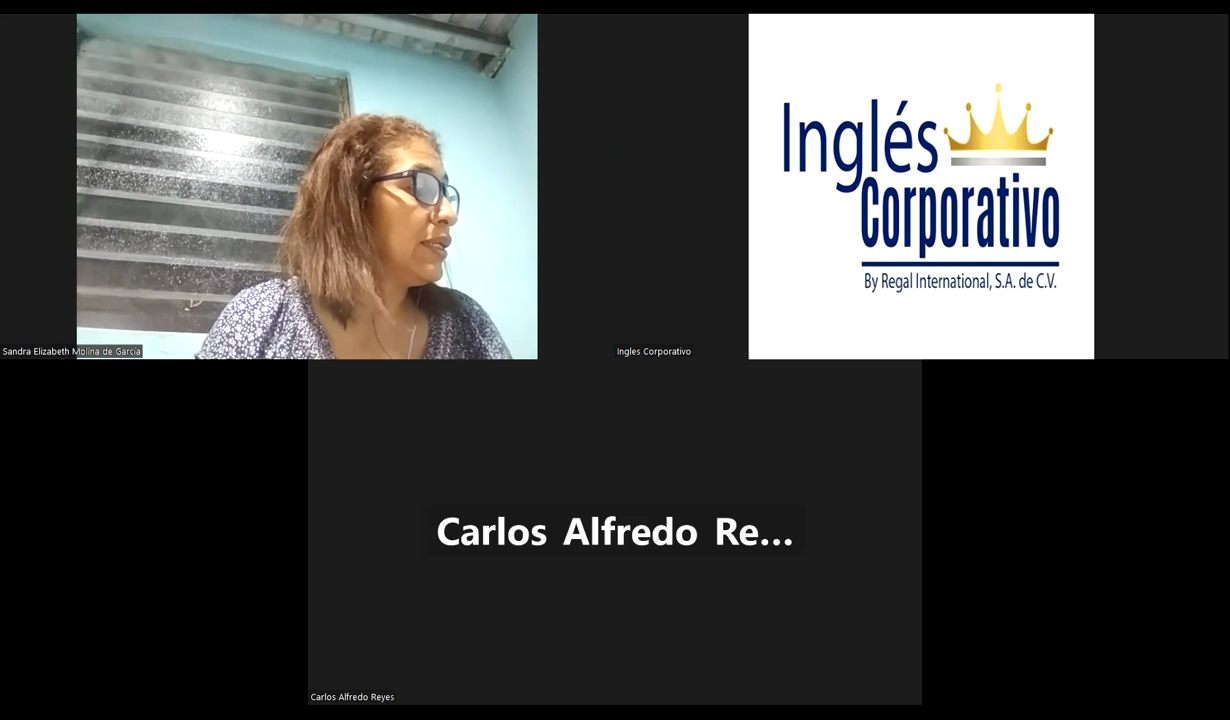 Inglés
Corporativo
By Regal International, S.A. de C.V.
Sandra Elizabeth Molina de Garcia
Ingles Corporativo
Carlos Alfredo Re...
Carlos Alfredo Reyes